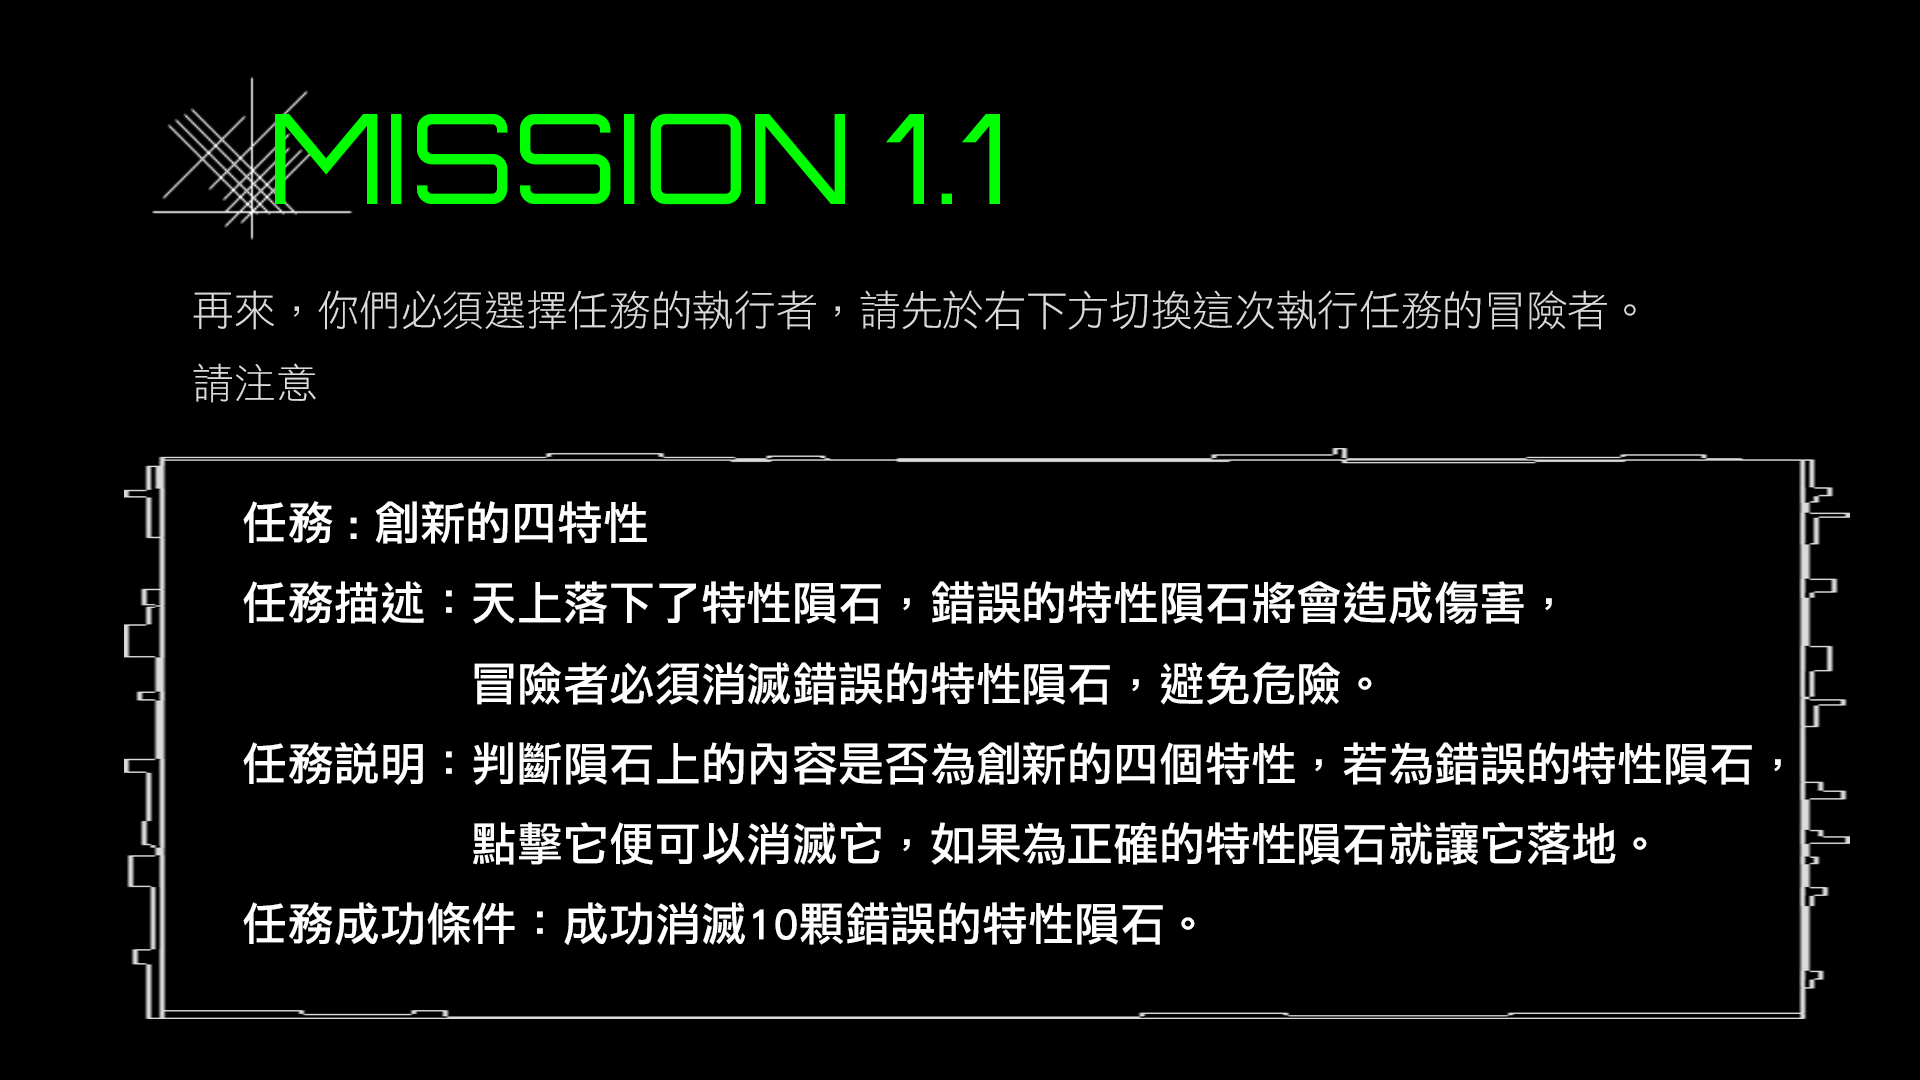 MISSION 1.1
再來，你們必須選擇任務的執行者，請先於右下方切換這次執行任務的冒險者。
請注意
任務 : 創新的四特性
任務描述：天上落下了特性隕石，錯誤的特性隕石將會造成傷害，
冒險者必須消滅錯誤的特性隕石，避免危險。
任務説明：判斷隕石上的內容是否為創新的四個特性，若為錯誤的特性隕石，
點擊它便可以消滅它，如果為正確的特性隕石就讓它落地。
任務成功條件：成功消滅10顆錯誤的特性隕石。